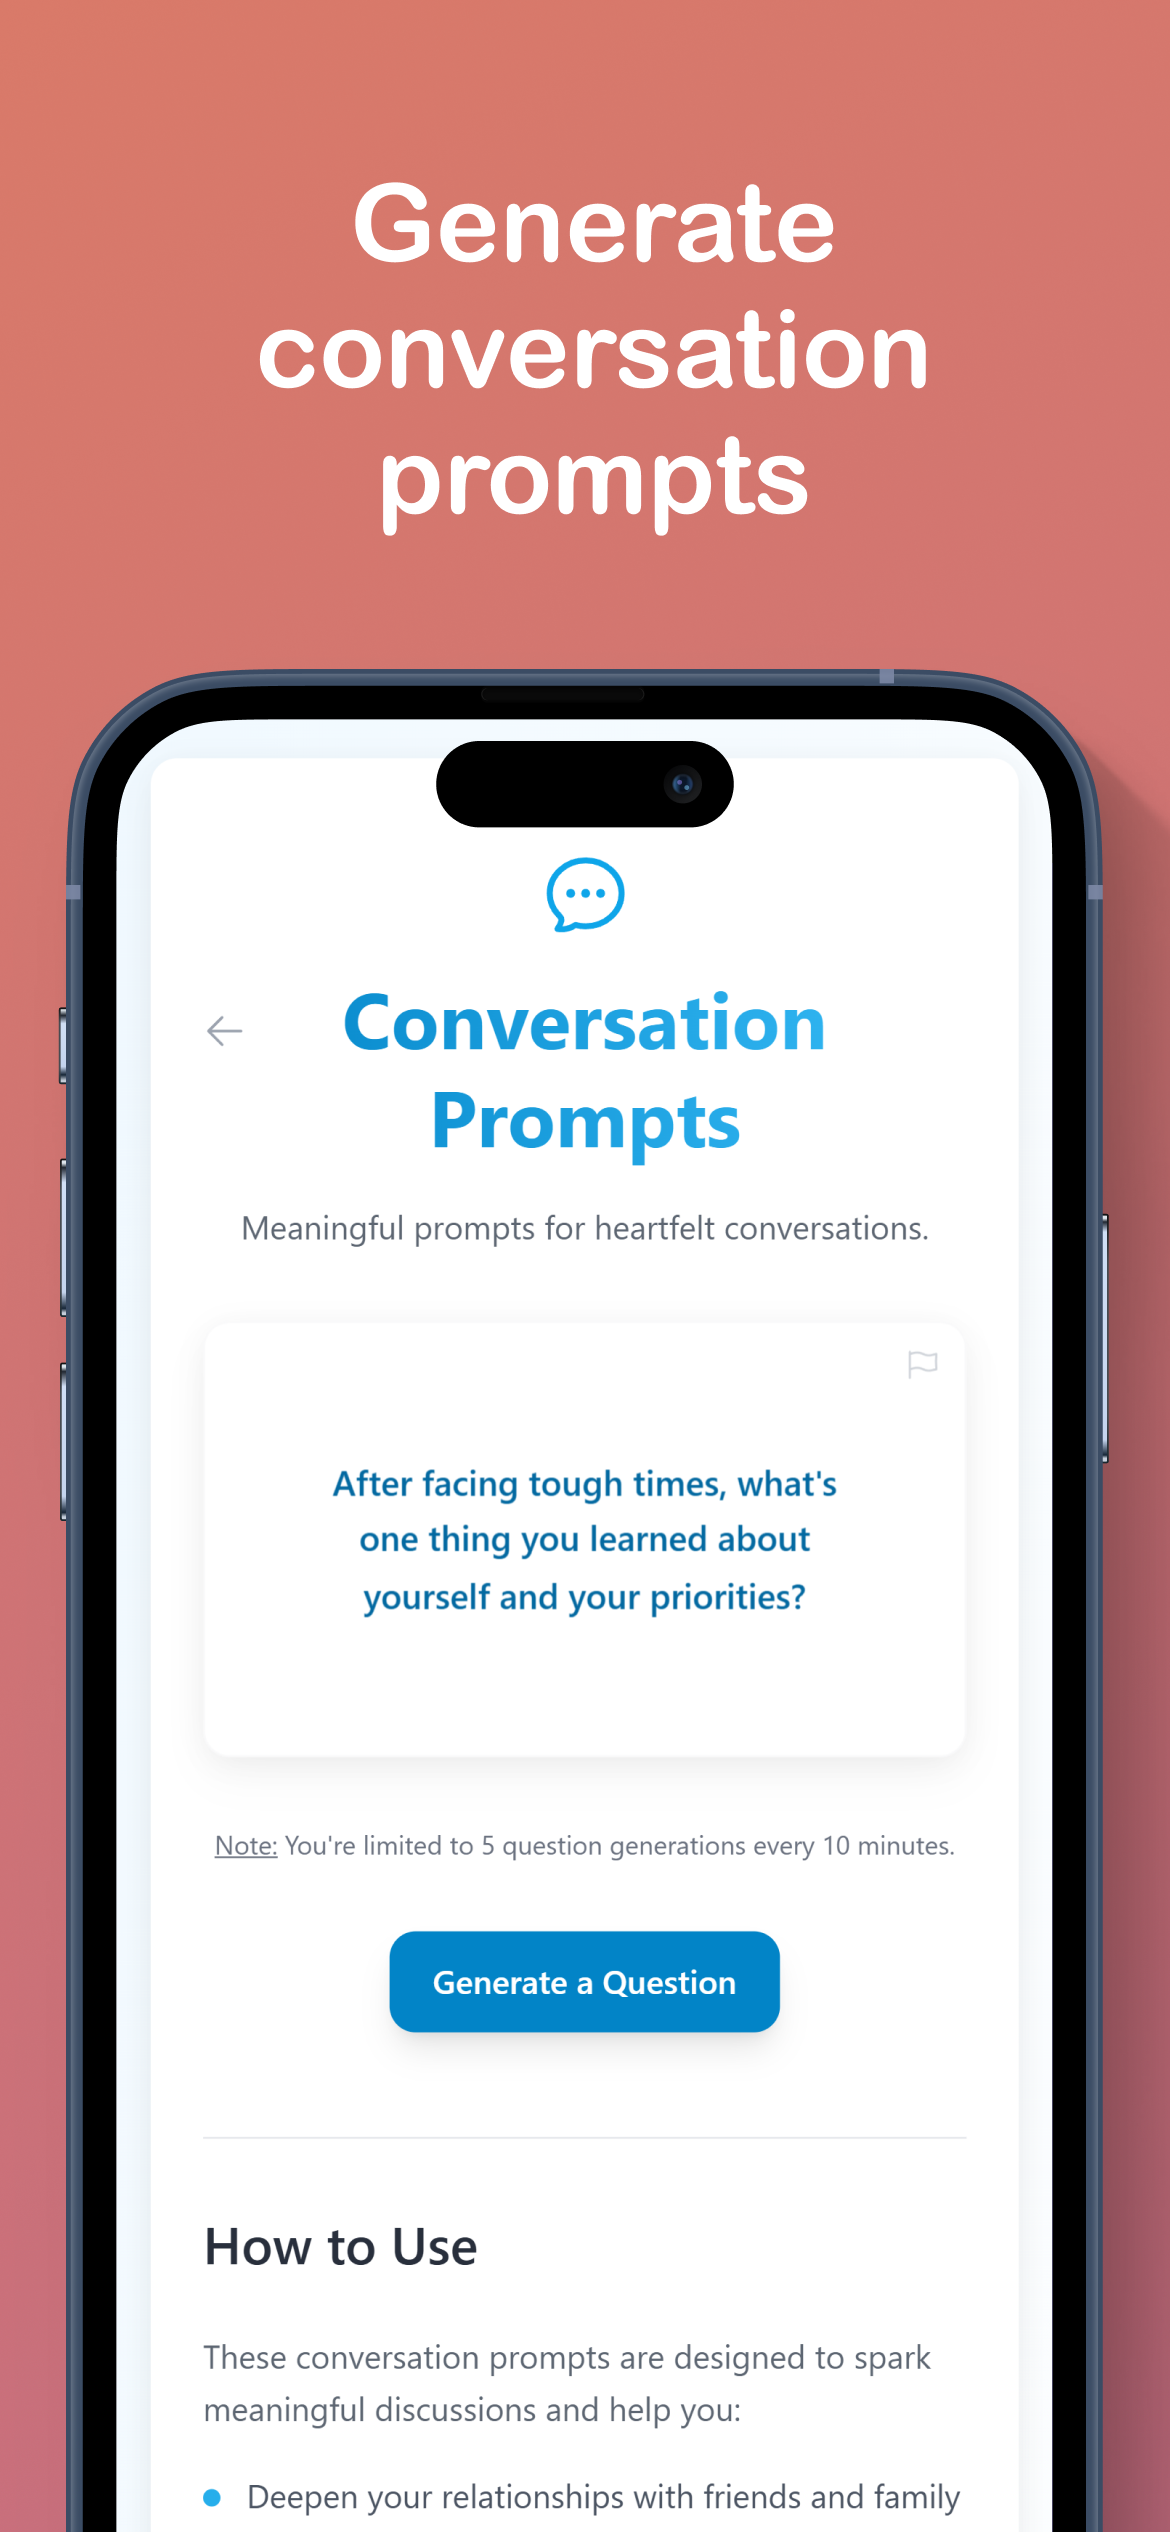 Generate
conversation
prompts
Conversation
Prompts
Meaningful prompts for heartfelt conversations.
After facing tough times, what's
one thing you learned about
yourself and your priorities?
Note: You're limited to 5 question generations every 10 minutes.
Generate a Question
How to Use
These conversation prompts are designed to spark
meaningful discussions and help you:
Deepen your relationships with friends and family